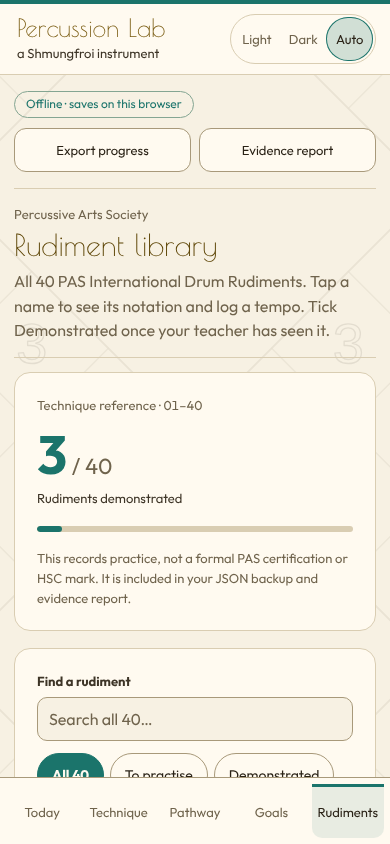 Percussion Lab
a Shmungfroi instrument
Light Dark Auto
Offline · saves on this browser
Export progress Evidence report
Percussive Arts Society
Rudiment library
All 40 PAS International Drum Rudiments. Tap a
name to see its notation and log a tempo. Tick
Demonstrated once your teacher has seen it.
3 3
Technique reference · 01–40
3 / 40
Rudiments demonstrated
This records practice, not a formal PAS certification or
HSC mark. It is included in your JSON backup and
evidence report.
Find a rudiment
Search all 40…
All 40 To practise Demonstrated
Today Technique Pathway Goals Rudiments